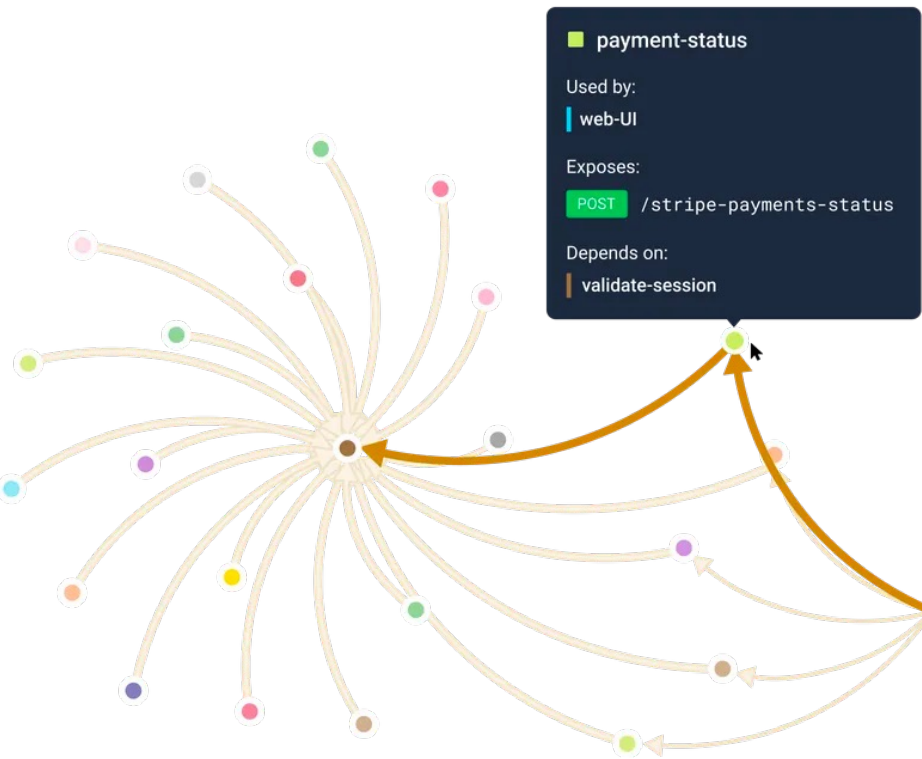 payment-status
Used by:
web-UI
Exposes:
POST /stripe-payments-status
Depends on:
validate-session